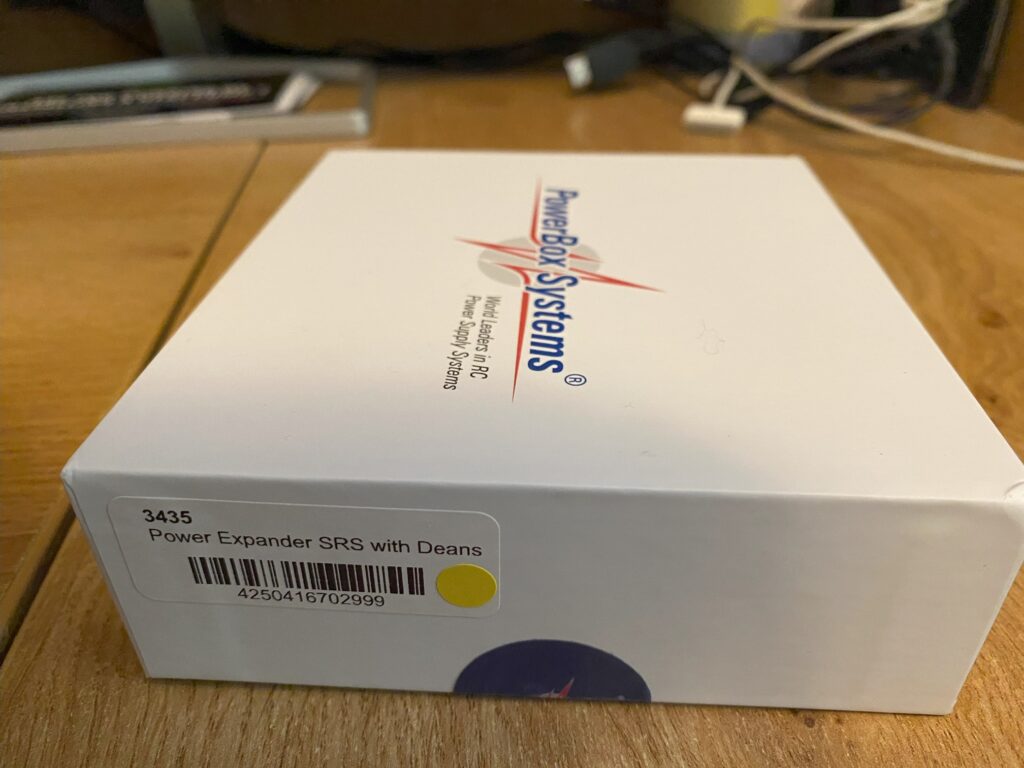 PowerBox Systems®
World Leaders in RC
Power Supply Systems
3435
Power Expander SRS with Deans
4250416702999